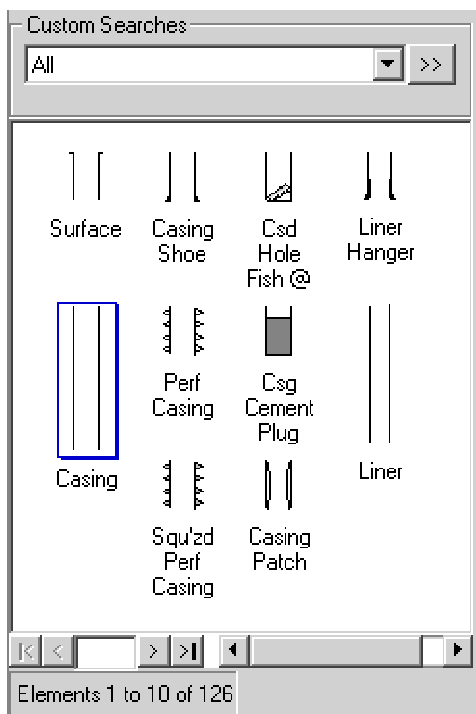 Custom Searches
All
>>
Surface
Casing
Shoe
Csd
Hole
Fish @
Liner
Hanger
Casing
Perf
Casing
Csg
Cement
Plug
Liner
Squ'zd
Perf
Casing
Casing
Patch
Elements 1 to 10 of 126